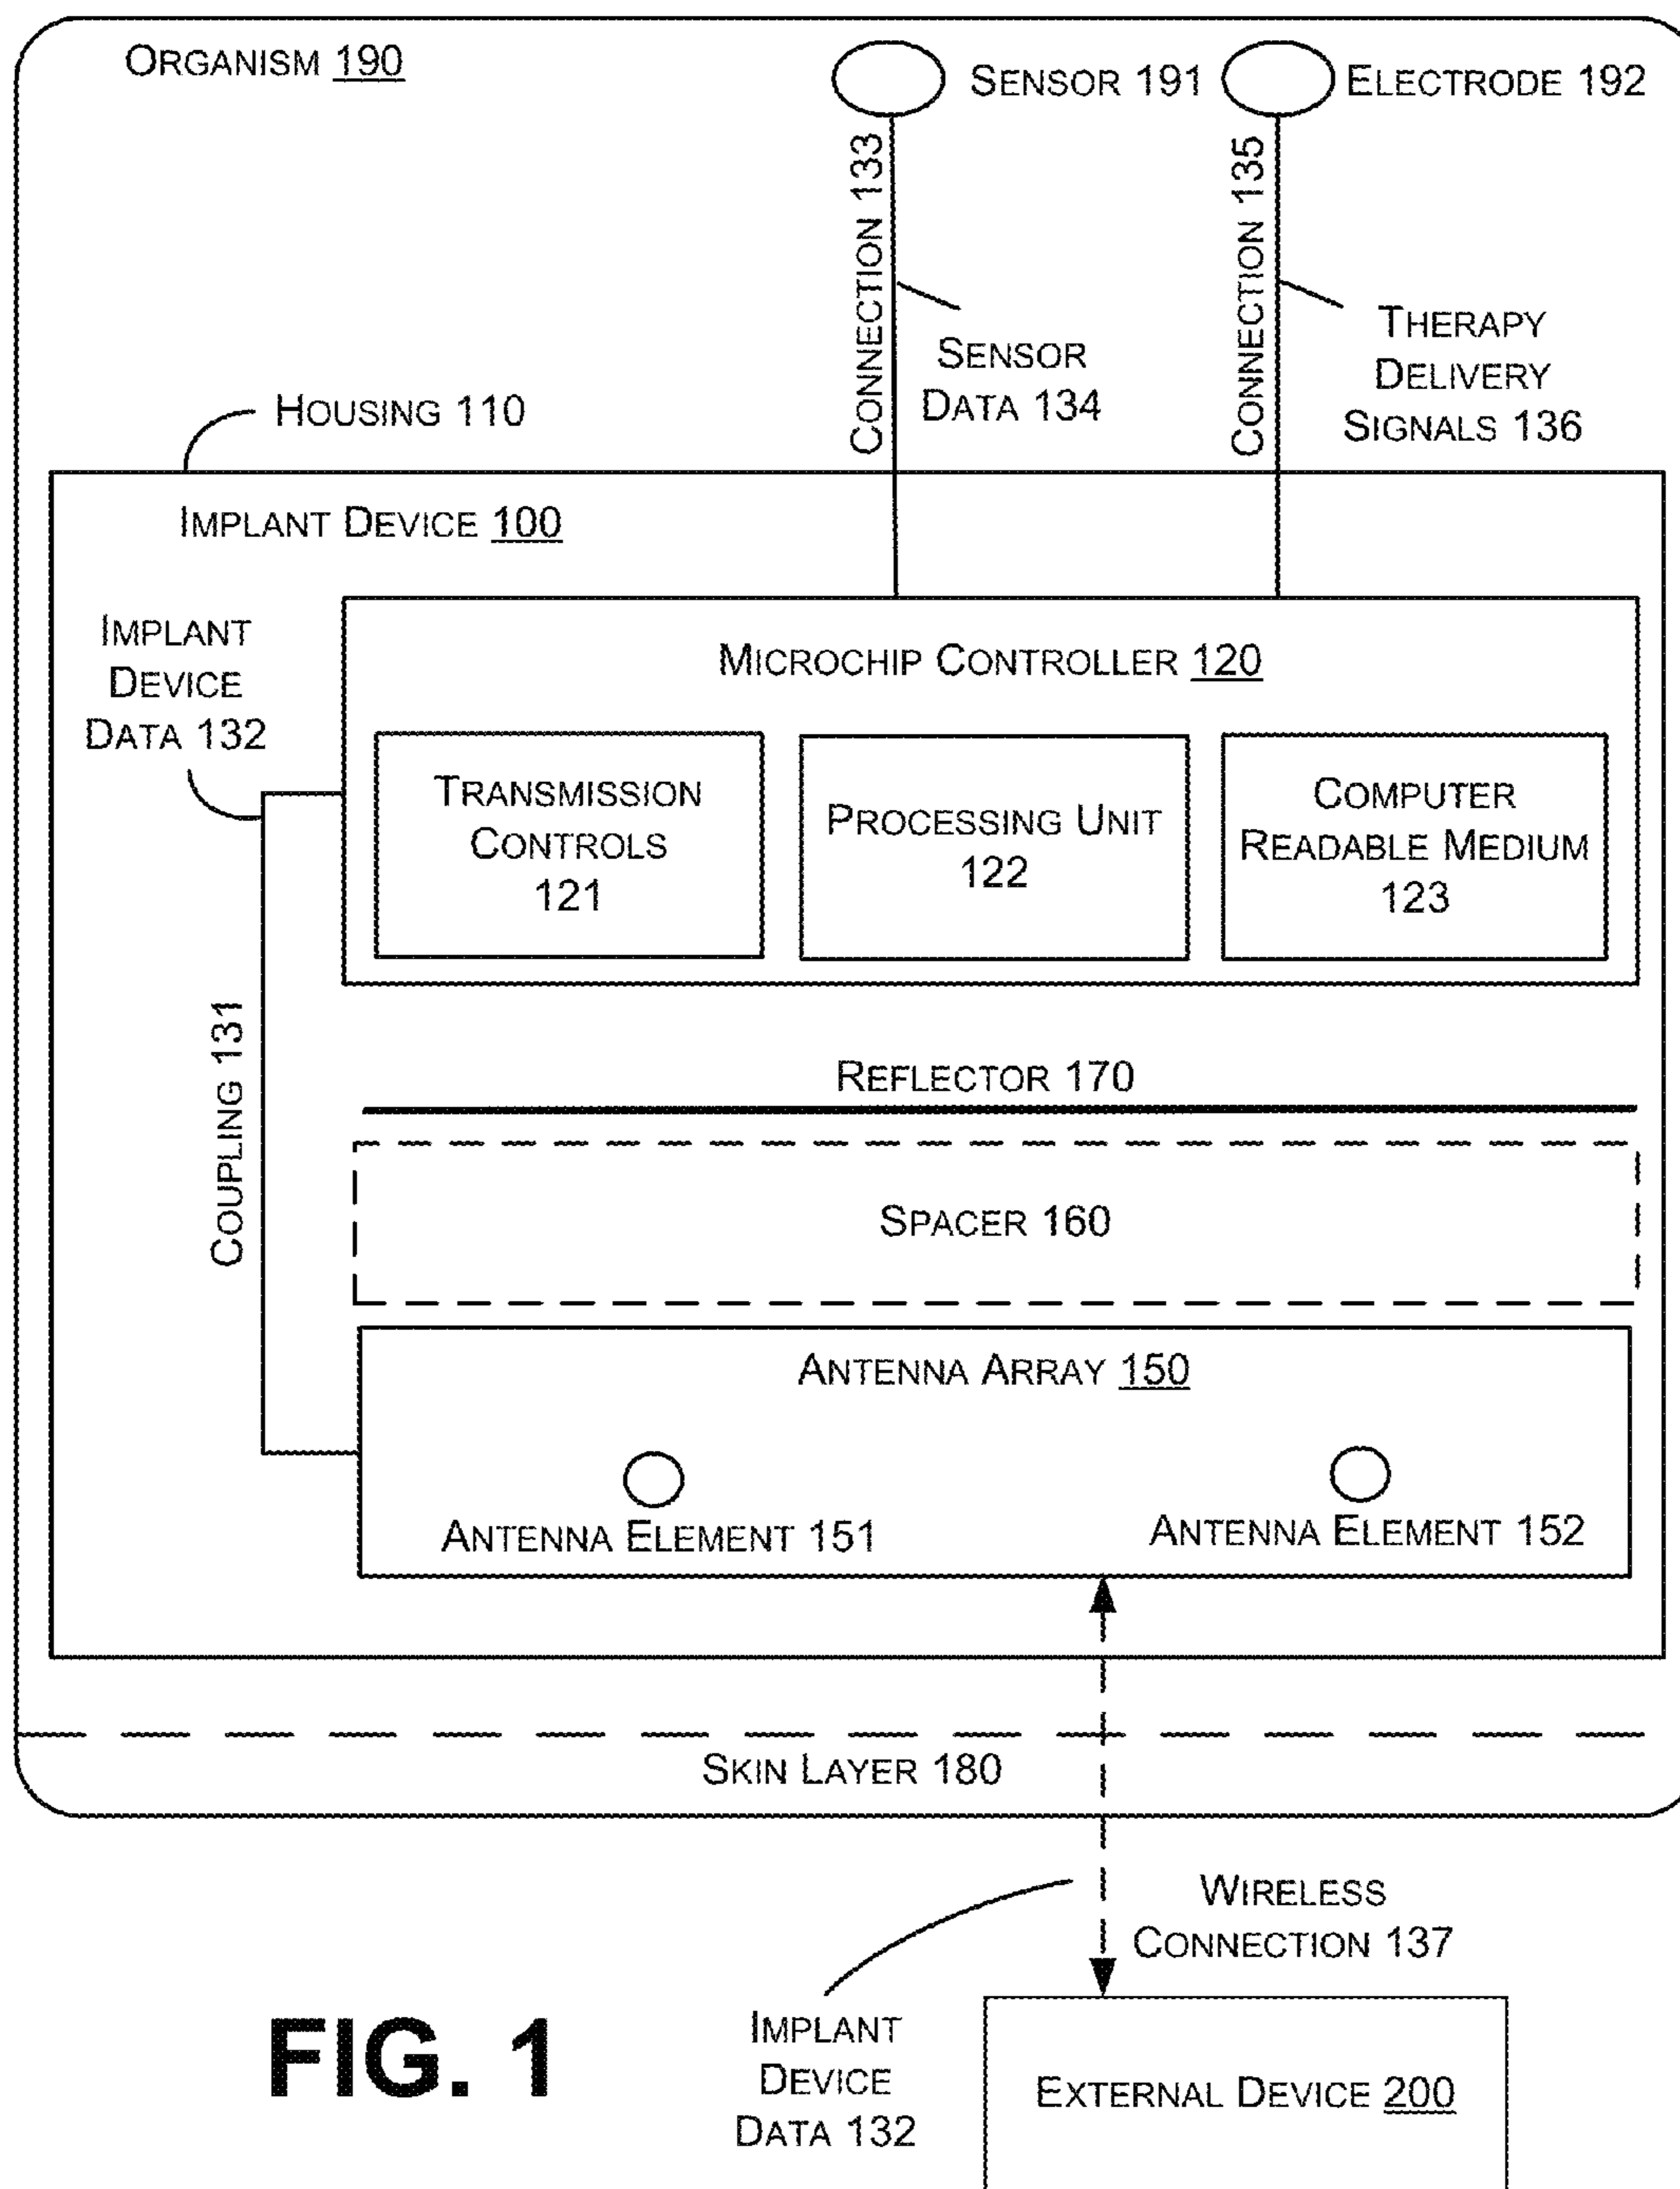 ORGANISM 190
SENSOR 191
ELECTRODE 192
CONNECTION 133
CONNECTION 135
SENSOR
DATA 134
THERAPY
DELIVERY
SIGNALS 136
HOUSING 110
IMPLANT DEVICE 100
IMPLANT
DEVICE
DATA 132
MICROCHIP CONTROLLER 120
TRANSMISSION
CONTROLS
121
PROCESSING UNIT
122
COMPUTER
READABLE MEDIUM
123
COUPLING 131
REFLECTOR 170
SPACER 160
ANTENNA ARRAY 150
ANTENNA ELEMENT 151
ANTENNA ELEMENT 152
SKIN LAYER 180
WIRELESS
CONNECTION 137
IMPLANT
DEVICE
DATA 132
EXTERNAL DEVICE 200
FIG. 1